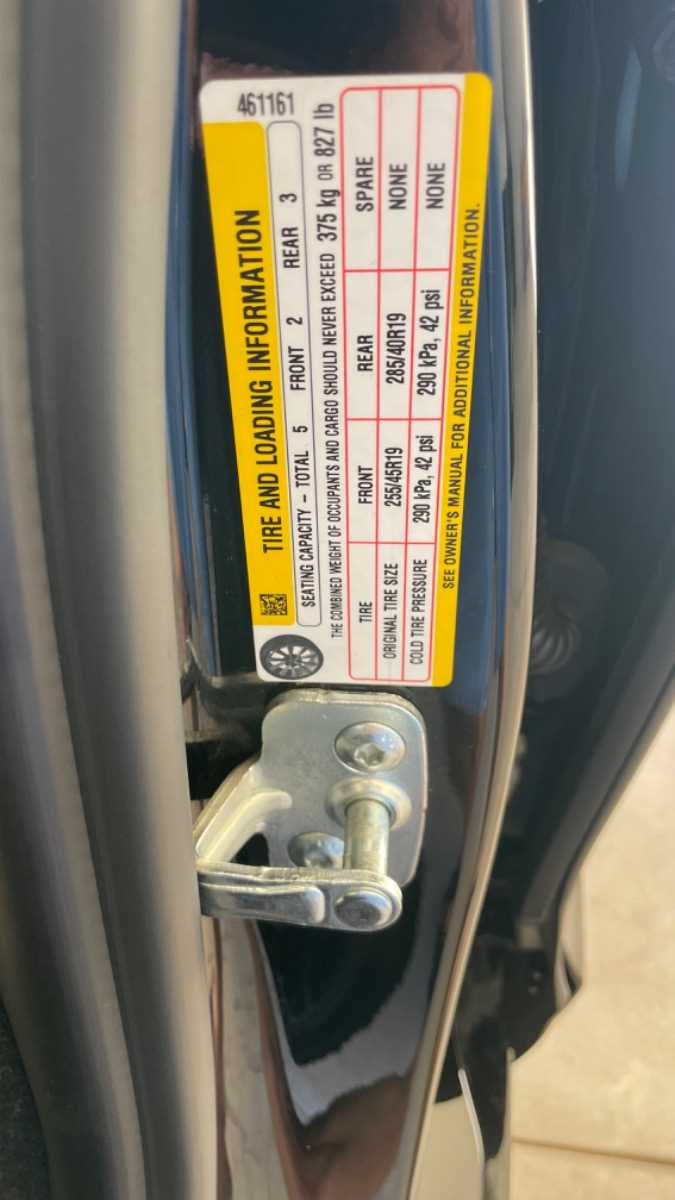 461161
TIRE AND LOADING INFORMATION
SEATING CAPACITY – TOTAL 5 FRONT 2 REAR 3
THE COMBINED WEIGHT OF OCCUPANTS AND CARGO SHOULD NEVER EXCEED 375 kg OR 827 lb
TIRE FRONT REAR SPARE
ORIGINAL TIRE SIZE 255/45R19 285/40R19 NONE
COLD TIRE PRESSURE 290 kPa, 42 psi 290 kPa, 42 psi NONE
SEE OWNER'S MANUAL FOR ADDITIONAL INFORMATION.